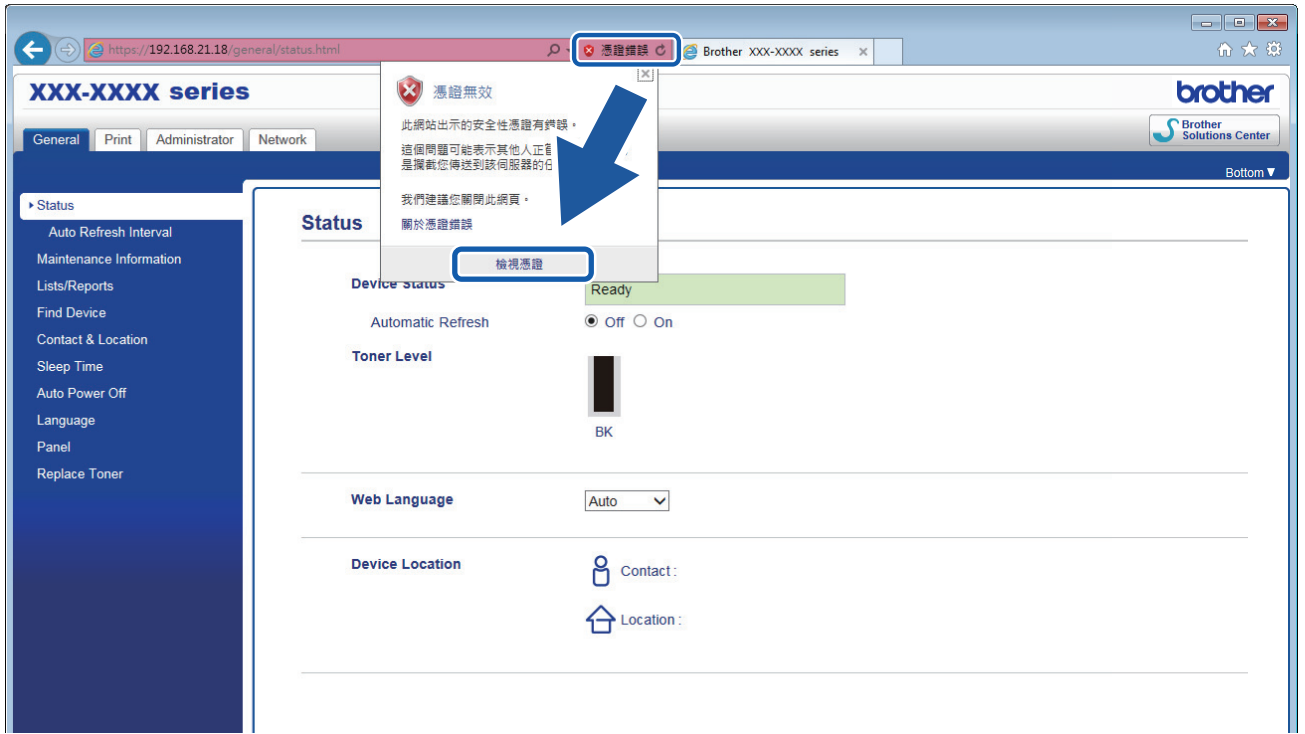 https://192.168.21.18/general/status.html
憑證錯誤
Brother XXX-XXXX series
XXX-XXXX series
brother
憑證無效
此網站出示的安全性憑證有錯誤。
這個問題可能表示其他人正
是攔截您傳送到該伺服器的任
我們建議您關閉此網頁。
關於憑證錯誤
檢視憑證
General
Print
Administrator
Network
Brother
Solutions Center
Bottom▼
Status
Auto Refresh Interval
Maintenance Information
Lists/Reports
Find Device
Contact & Location
Sleep Time
Auto Power Off
Language
Panel
Replace Toner
Status
Device Status
Ready
Automatic Refresh
Off
On
Toner Level
BK
Web Language
Auto
Device Location
Contact :
Location :